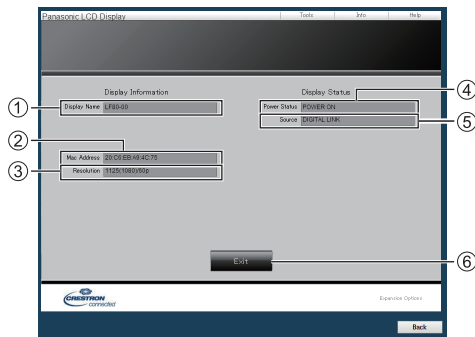 Panasonic LCD Display
Tools Info Help
Display Information
Display Status
① Display Name LF80-00
④ Power Status POWER ON
⑤ Source DIGITAL LINK
② Mac Address 20:C6:EB:A9:4C:75
③ Resolution 1125(1080)/60p
Exit ⑥
CRESTRON
connected
Expansion Options
Back